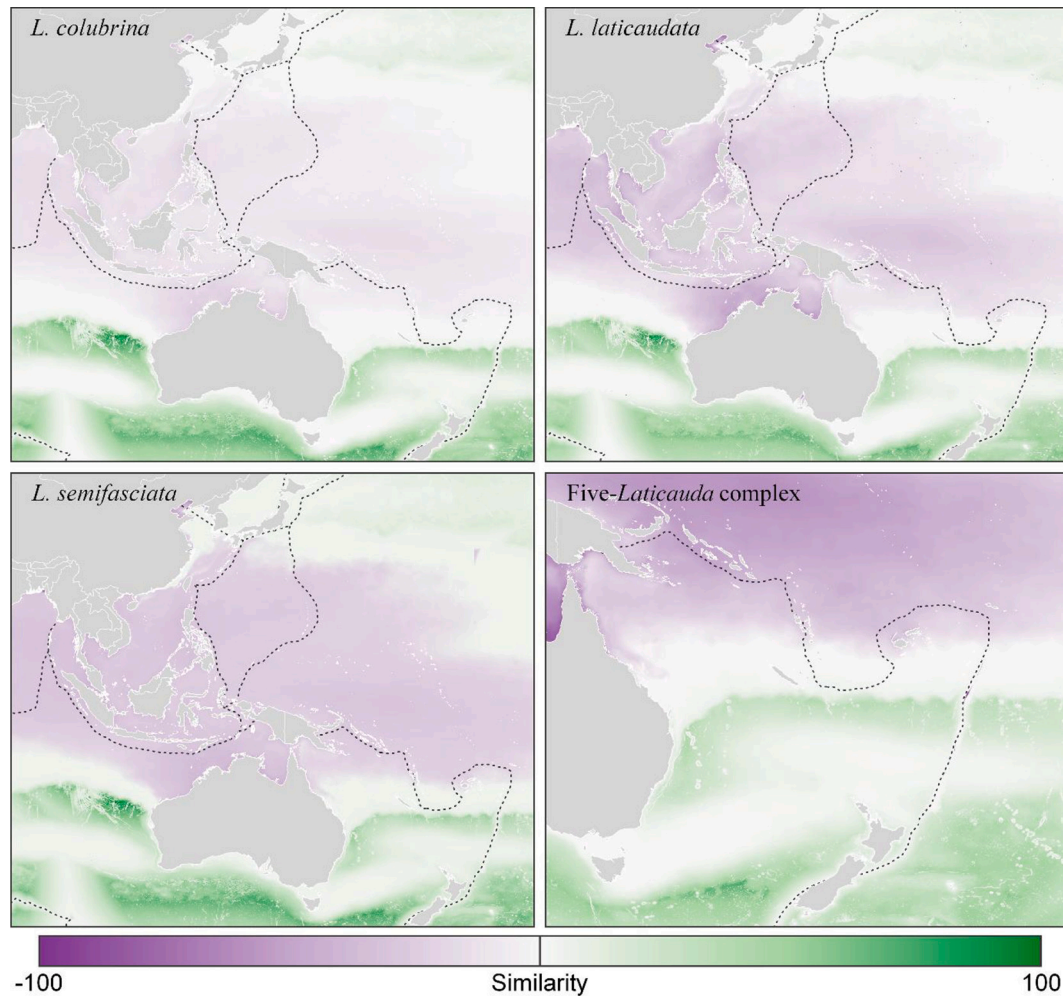 L. colubrina
L. laticaudata
L. semifasciata
Five-Laticauda complex
-100
Similarity
100